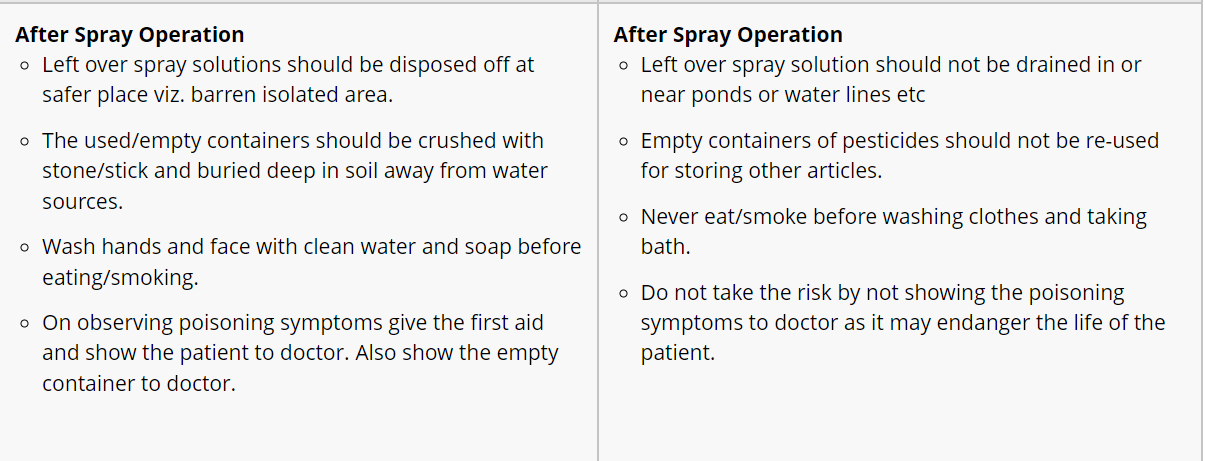 After Spray Operation
Left over spray solutions should be disposed off at
safer place viz. barren isolated area.
The used/empty containers should be crushed with
stone/stick and buried deep in soil away from water
sources.
Wash hands and face with clean water and soap before
eating/smoking.
On observing poisoning symptoms give the first aid
and show the patient to doctor. Also show the empty
container to doctor.
After Spray Operation
Left over spray solution should not be drained in or
near ponds or water lines etc
Empty containers of pesticides should not be re-used
for storing other articles.
Never eat/smoke before washing clothes and taking
bath.
Do not take the risk by not showing the poisoning
symptoms to doctor as it may endanger the life of the
patient.